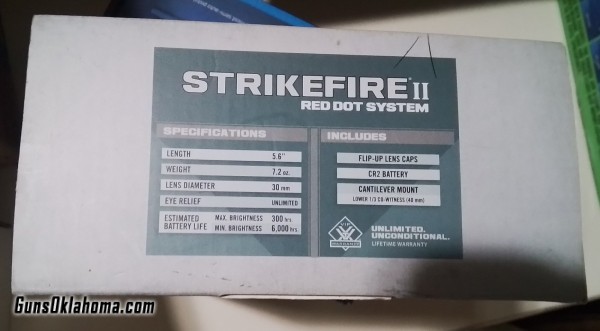 STRIKEFIRE® II
RED DOT SYSTEM
SPECIFICATIONS
LENGTH 5.6"
WEIGHT 7.2 oz.
LENS DIAMETER 30 mm
EYE RELIEF UNLIMITED
ESTIMATED BATTERY LIFE
MAX. BRIGHTNESS 300 hrs.
MIN. BRIGHTNESS 6,000 hrs.
INCLUDES
FLIP-UP LENS CAPS
CR2 BATTERY
CANTILEVER MOUNT
LOWER 1/3 CO-WITNESS (40 mm)
VIP
UNLIMITED.
UNCONDITIONAL.
LIFETIME WARRANTY
GunsOklahoma.com